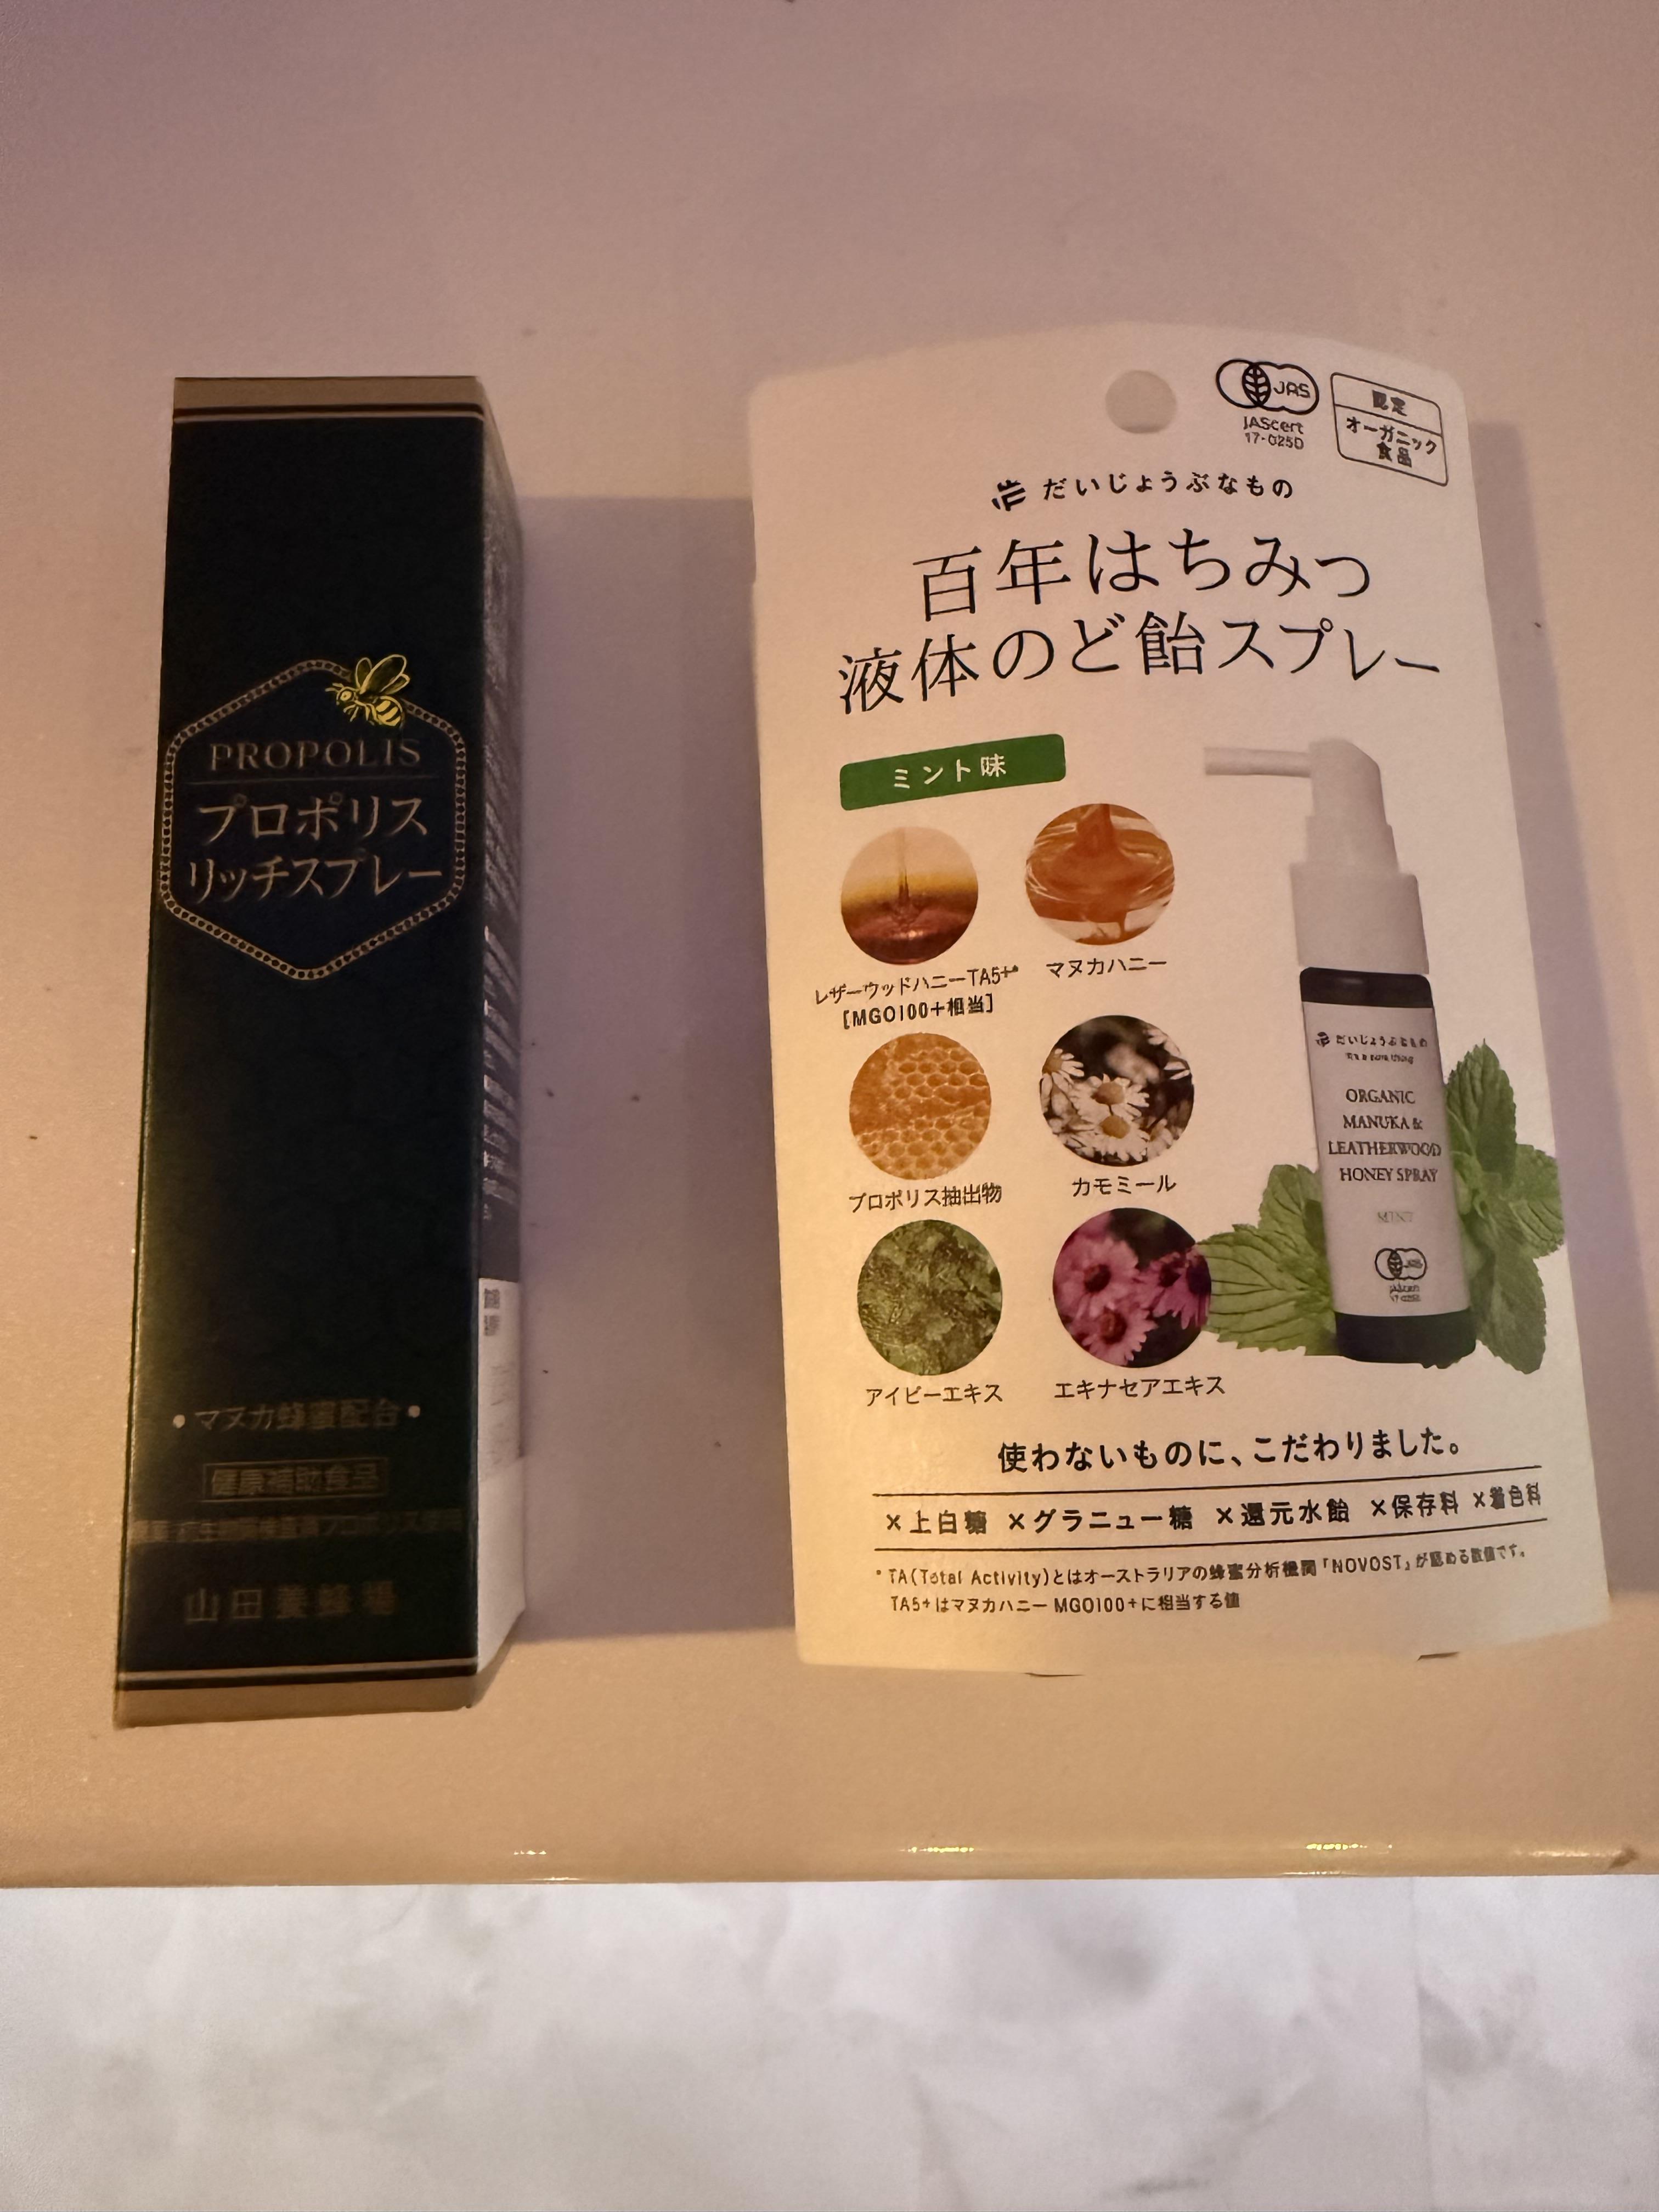 PROPOLIS
プロポリス
リッチスプレー
マヌカ蜂蜜配合
健康補助食品
山田養蜂場
JAS
JAScert
17-025D
認定
オーガニック
食品
だいじょうぶなもの
百年はちみつ
液体のど飴スプレー
ミント味
レザーウッドハニーTA5+*
[MGO100+相当]
マヌカハニー
プロポリス抽出物
カモミール
アイビーエキス
エキナセアエキス
だいじょうぶなもの
ORGANIC
MANUKA &
LEATHERWOOD
HONEY SPRAY
MINT
JAS
使わないものに、こだわりました。
×上白糖 ×グラニュー糖 ×還元水飴 ×保存料 ×着色料
*TA(Total Activity)とはオーストラリアの蜂蜜分析機関「NOVOST」が認める数値です。
TA5+はマヌカハニー MGO100+に相当する値